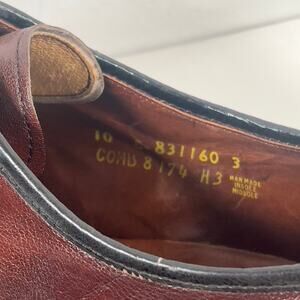 10 831160 3
COMB 8174 H3
MAN MADE
INSOLE
MIDSOLE